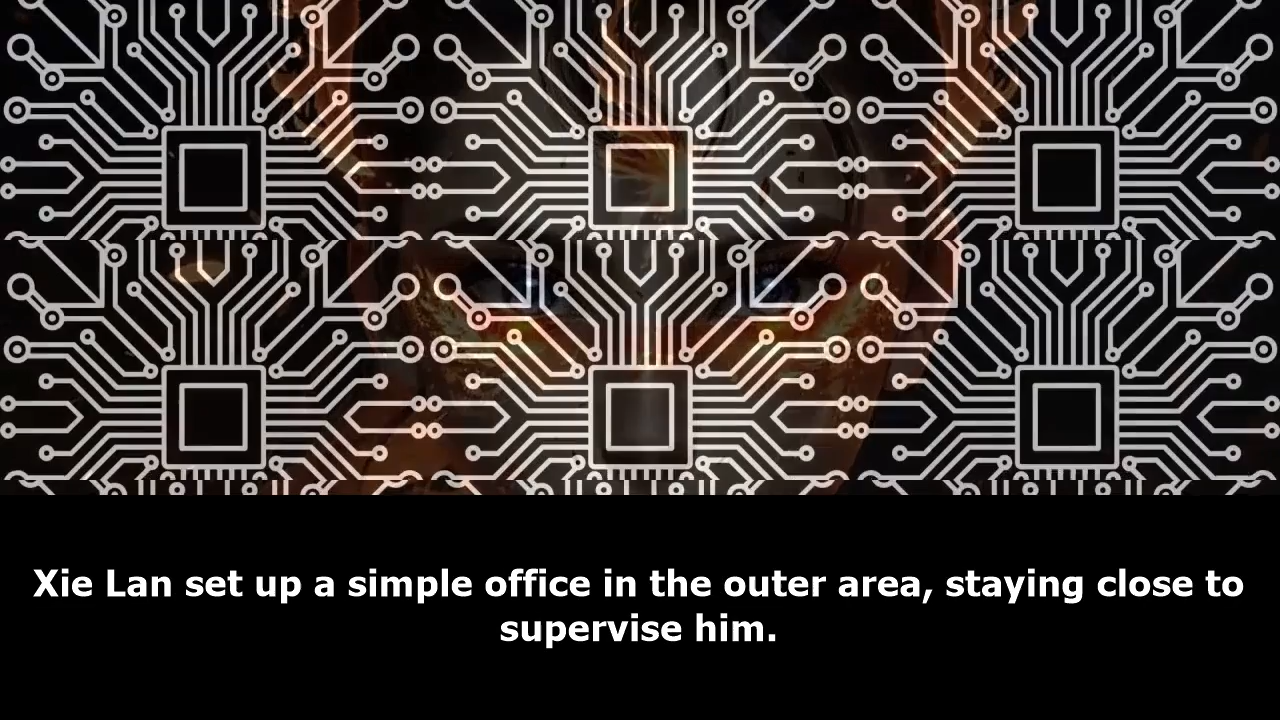 Xie Lan set up a simple office in the outer area, staying close to
supervise him.